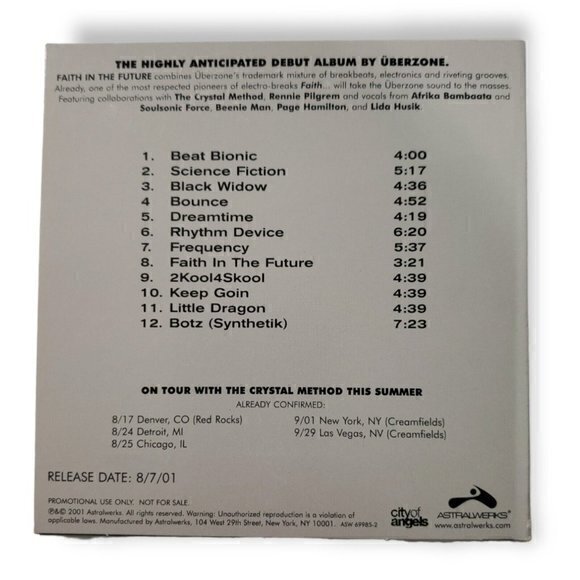 THE HIGHLY ANTICIPATED DEBUT ALBUM BY ÜBERZONE.
FAITH IN THE FUTURE combines Überzone's trademark mixture of breakbeats, electronics and riveting grooves.
Already, one of the most respected pioneers of electro-breaks Faith... will take the Überzone sound to the masses.
Featuring collaborations with The Crystal Method, Rennie Pilgrem and vocals from Afrika Bambaata and
Soulsonic Force, Beenie Man, Page Hamilton, and Lida Husik.
1. Beat Bionic 4:00
2. Science Fiction 5:17
3. Black Widow 4:36
4 Bounce 4:52
5. Dreamtime 4:19
6. Rhythm Device 6:20
7. Frequency 5:37
8. Faith In The Future 3:21
9. 2Kool4Skool 4:39
10. Keep Goin 4:39
11. Little Dragon 4:39
12. Botz (Synthetik) 7:23
ON TOUR WITH THE CRYSTAL METHOD THIS SUMMER
ALREADY CONFIRMED:
8/17 Denver, CO (Red Rocks) 9/01 New York, NY (Creamfields)
8/24 Detroit, MI 9/29 Las Vegas, NV (Creamfields)
8/25 Chicago, IL
RELEASE DATE: 8/7/01
PROMOTIONAL USE ONLY. NOT FOR SALE.
℗&© 2001 Astralwerks. All rights reserved. Warning: Unauthorized reproduction is a violation of
applicable laws. Manufactured by Astralwerks, 104 West 29th Street, New York, NY 10001. ASW 69985-2
city of
angels
ASTRALWERKS
www.astralwerks.com